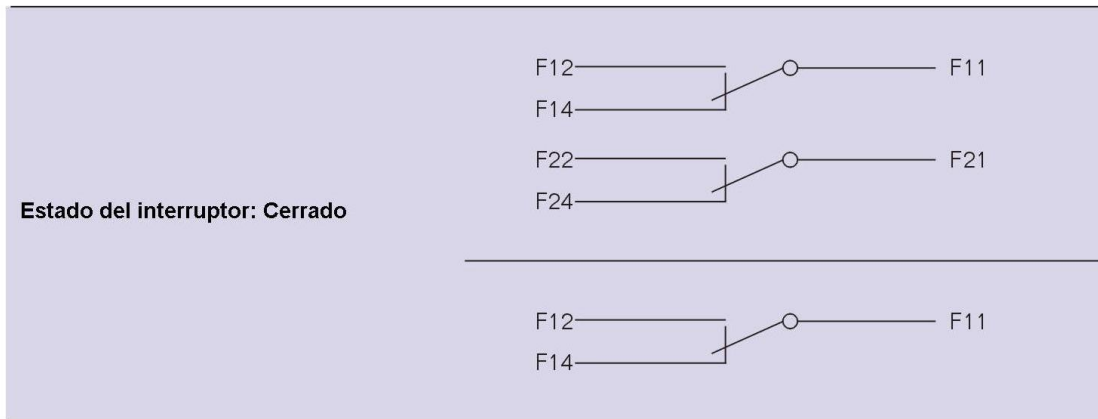 F12 F11
F14
F22 F21
F24
Estado del interruptor: Cerrado
F12 F11
F14